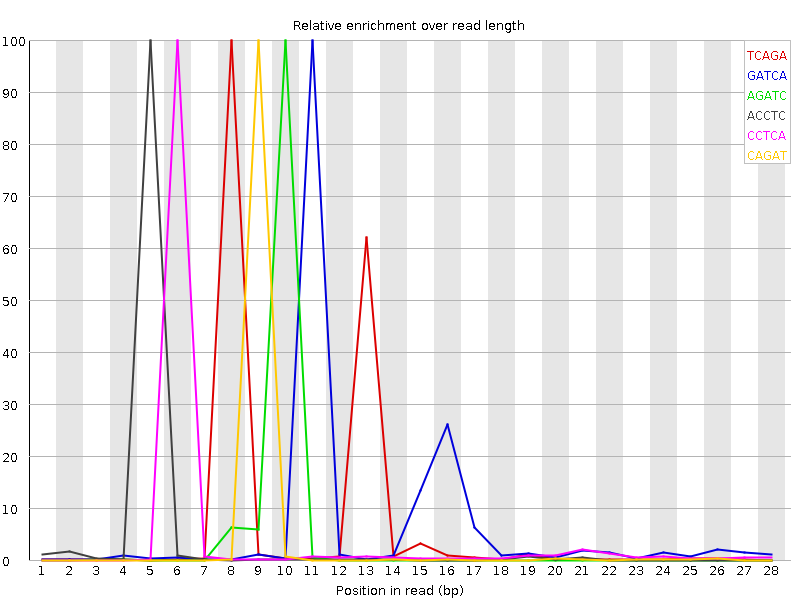 Relative enrichment over read length
100
90
80
70
60
50
40
30
20
10
0
TCAGA
GATCA
AGATC
ACCTC
CCTCA
CAGAT
1 2 3 4 5 6 7 8 9 10 11 12 13 14 15 16 17 18 19 20 21 22 23 24 25 26 27 28
Position in read (bp)